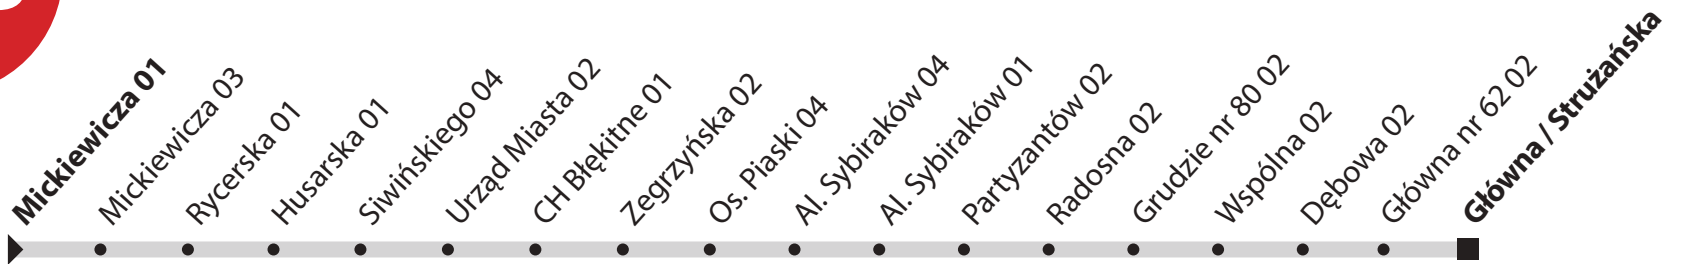 Mickiewicza 01
Mickiewicza 03
Rycerska 01
Husarska 01
Siwińskiego 04
Urząd Miasta 02
CH Błękitne 01
Zegrzyńska 02
Os. Piaski 04
Al. Sybiraków 04
Al. Sybiraków 01
Partyzantów 02
Radosna 02
Grudzie nr 80 02
Wspólna 02
Dębowa 02
Główna nr 62 02
Główna / Strużańska